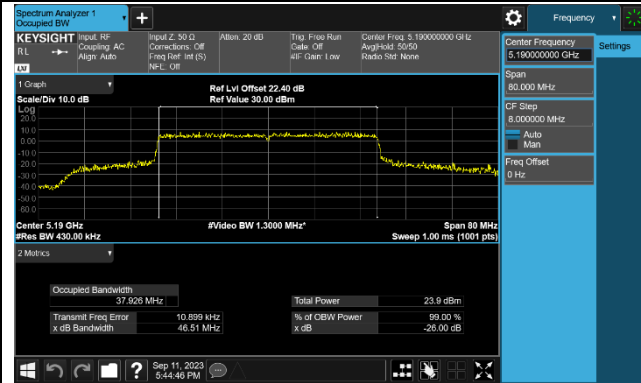 Spectrum Analyzer 1
Occupied BW
Frequency
KEYSIGHT
RL
LXI
Input: RF
Coupling: AC
Align: Auto
Input Z: 50 Ω
Corrections: Off
Freq Ref: Int (S)
NFE: Off
Atten: 20 dB
Trig: Free Run
Gate: Off
#IF Gain: Low
Center Freq: 5.190000000 GHz
Avg|Hold: 50/50
Radio Std: None
Center Frequency
5.190000000 GHz
Settings
Span
80.000 MHz
CF Step
8.000000 MHz
Auto
Man
Freq Offset
0 Hz
1 Graph
Scale/Div 10.0 dB
Ref Lvl Offset 22.40 dB
Ref Value 30.00 dBm
Log
20.0
10.0
0.00
-10.0
-20.0
-30.0
-40.0
-50.0
-60.0
Center 5.19 GHz
#Video BW 1.3000 MHz*
Span 80 MHz
#Res BW 430.00 kHz
Sweep 1.00 ms (1001 pts)
2 Metrics
Occupied Bandwidth
37.926 MHz
Total Power
23.9 dBm
Transmit Freq Error
10.899 kHz
% of OBW Power
99.00 %
x dB Bandwidth
46.51 MHz
x dB
-26.00 dB
Sep 11, 2023
5:44:46 PM